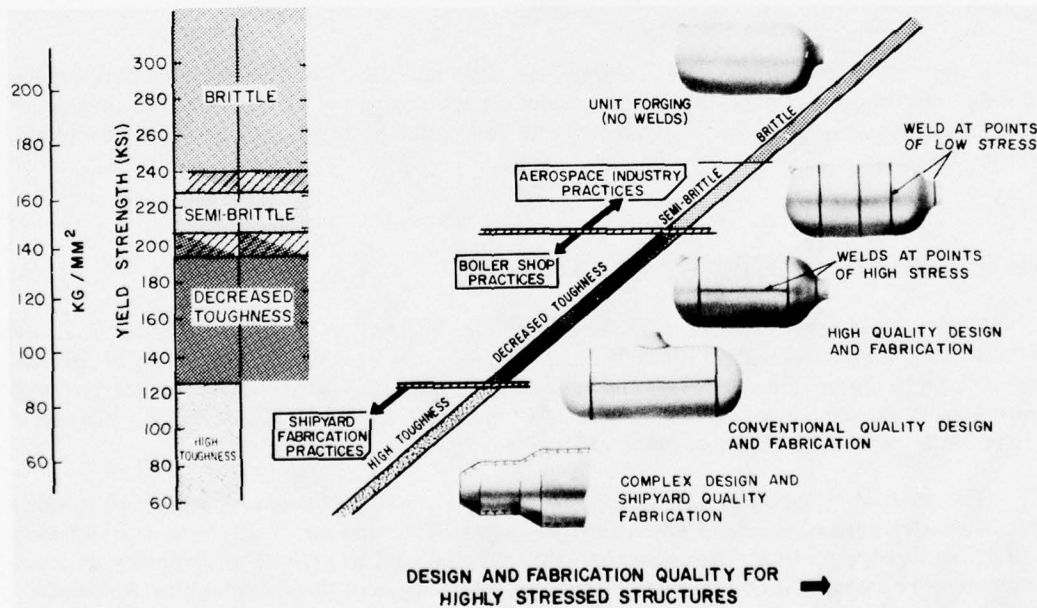 KG / MM²
200
180
160
140
120
100
80
60
YIELD STRENGTH (KSI)
300
280
260
240
220
200
180
160
140
120
100
80
60
BRITTLE
SEMI-BRITTLE
DECREASED
TOUGHNESS
HIGH
TOUGHNESS
UNIT FORGING
(NO WELDS)
BRITTLE
WELD AT POINTS
OF LOW STRESS
AEROSPACE INDUSTRY
PRACTICES
SEMI-BRITTLE
BOILER SHOP
PRACTICES
WELDS AT POINTS
OF HIGH STRESS
DECREASED TOUGHNESS
HIGH QUALITY DESIGN
AND FABRICATION
SHIPYARD
FABRICATION
PRACTICES
HIGH TOUGHNESS
CONVENTIONAL QUALITY DESIGN
AND FABRICATION
COMPLEX DESIGN AND
SHIPYARD QUALITY
FABRICATION
DESIGN AND FABRICATION QUALITY FOR
HIGHLY STRESSED STRUCTURES